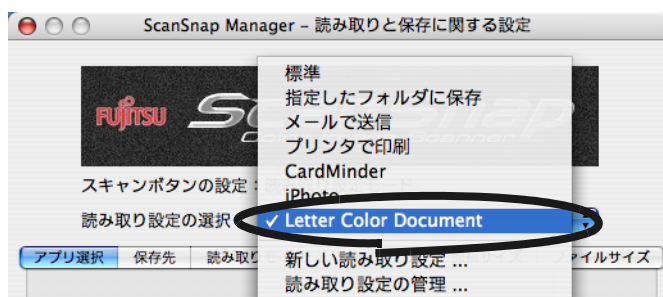 ScanSnap Manager – 読み取りと保存に関する設定
FUJITSU
標準
指定したフォルダに保存
メールで送信
プリンタで印刷
CardMinder
スキャンボタンの設定：
iPhoto
読み取り設定の選択
✓ Letter Color Document
アプリ選択 保存先 読み取り ファイルサイズ
新しい読み取り設定 ...
読み取り設定の管理 ...